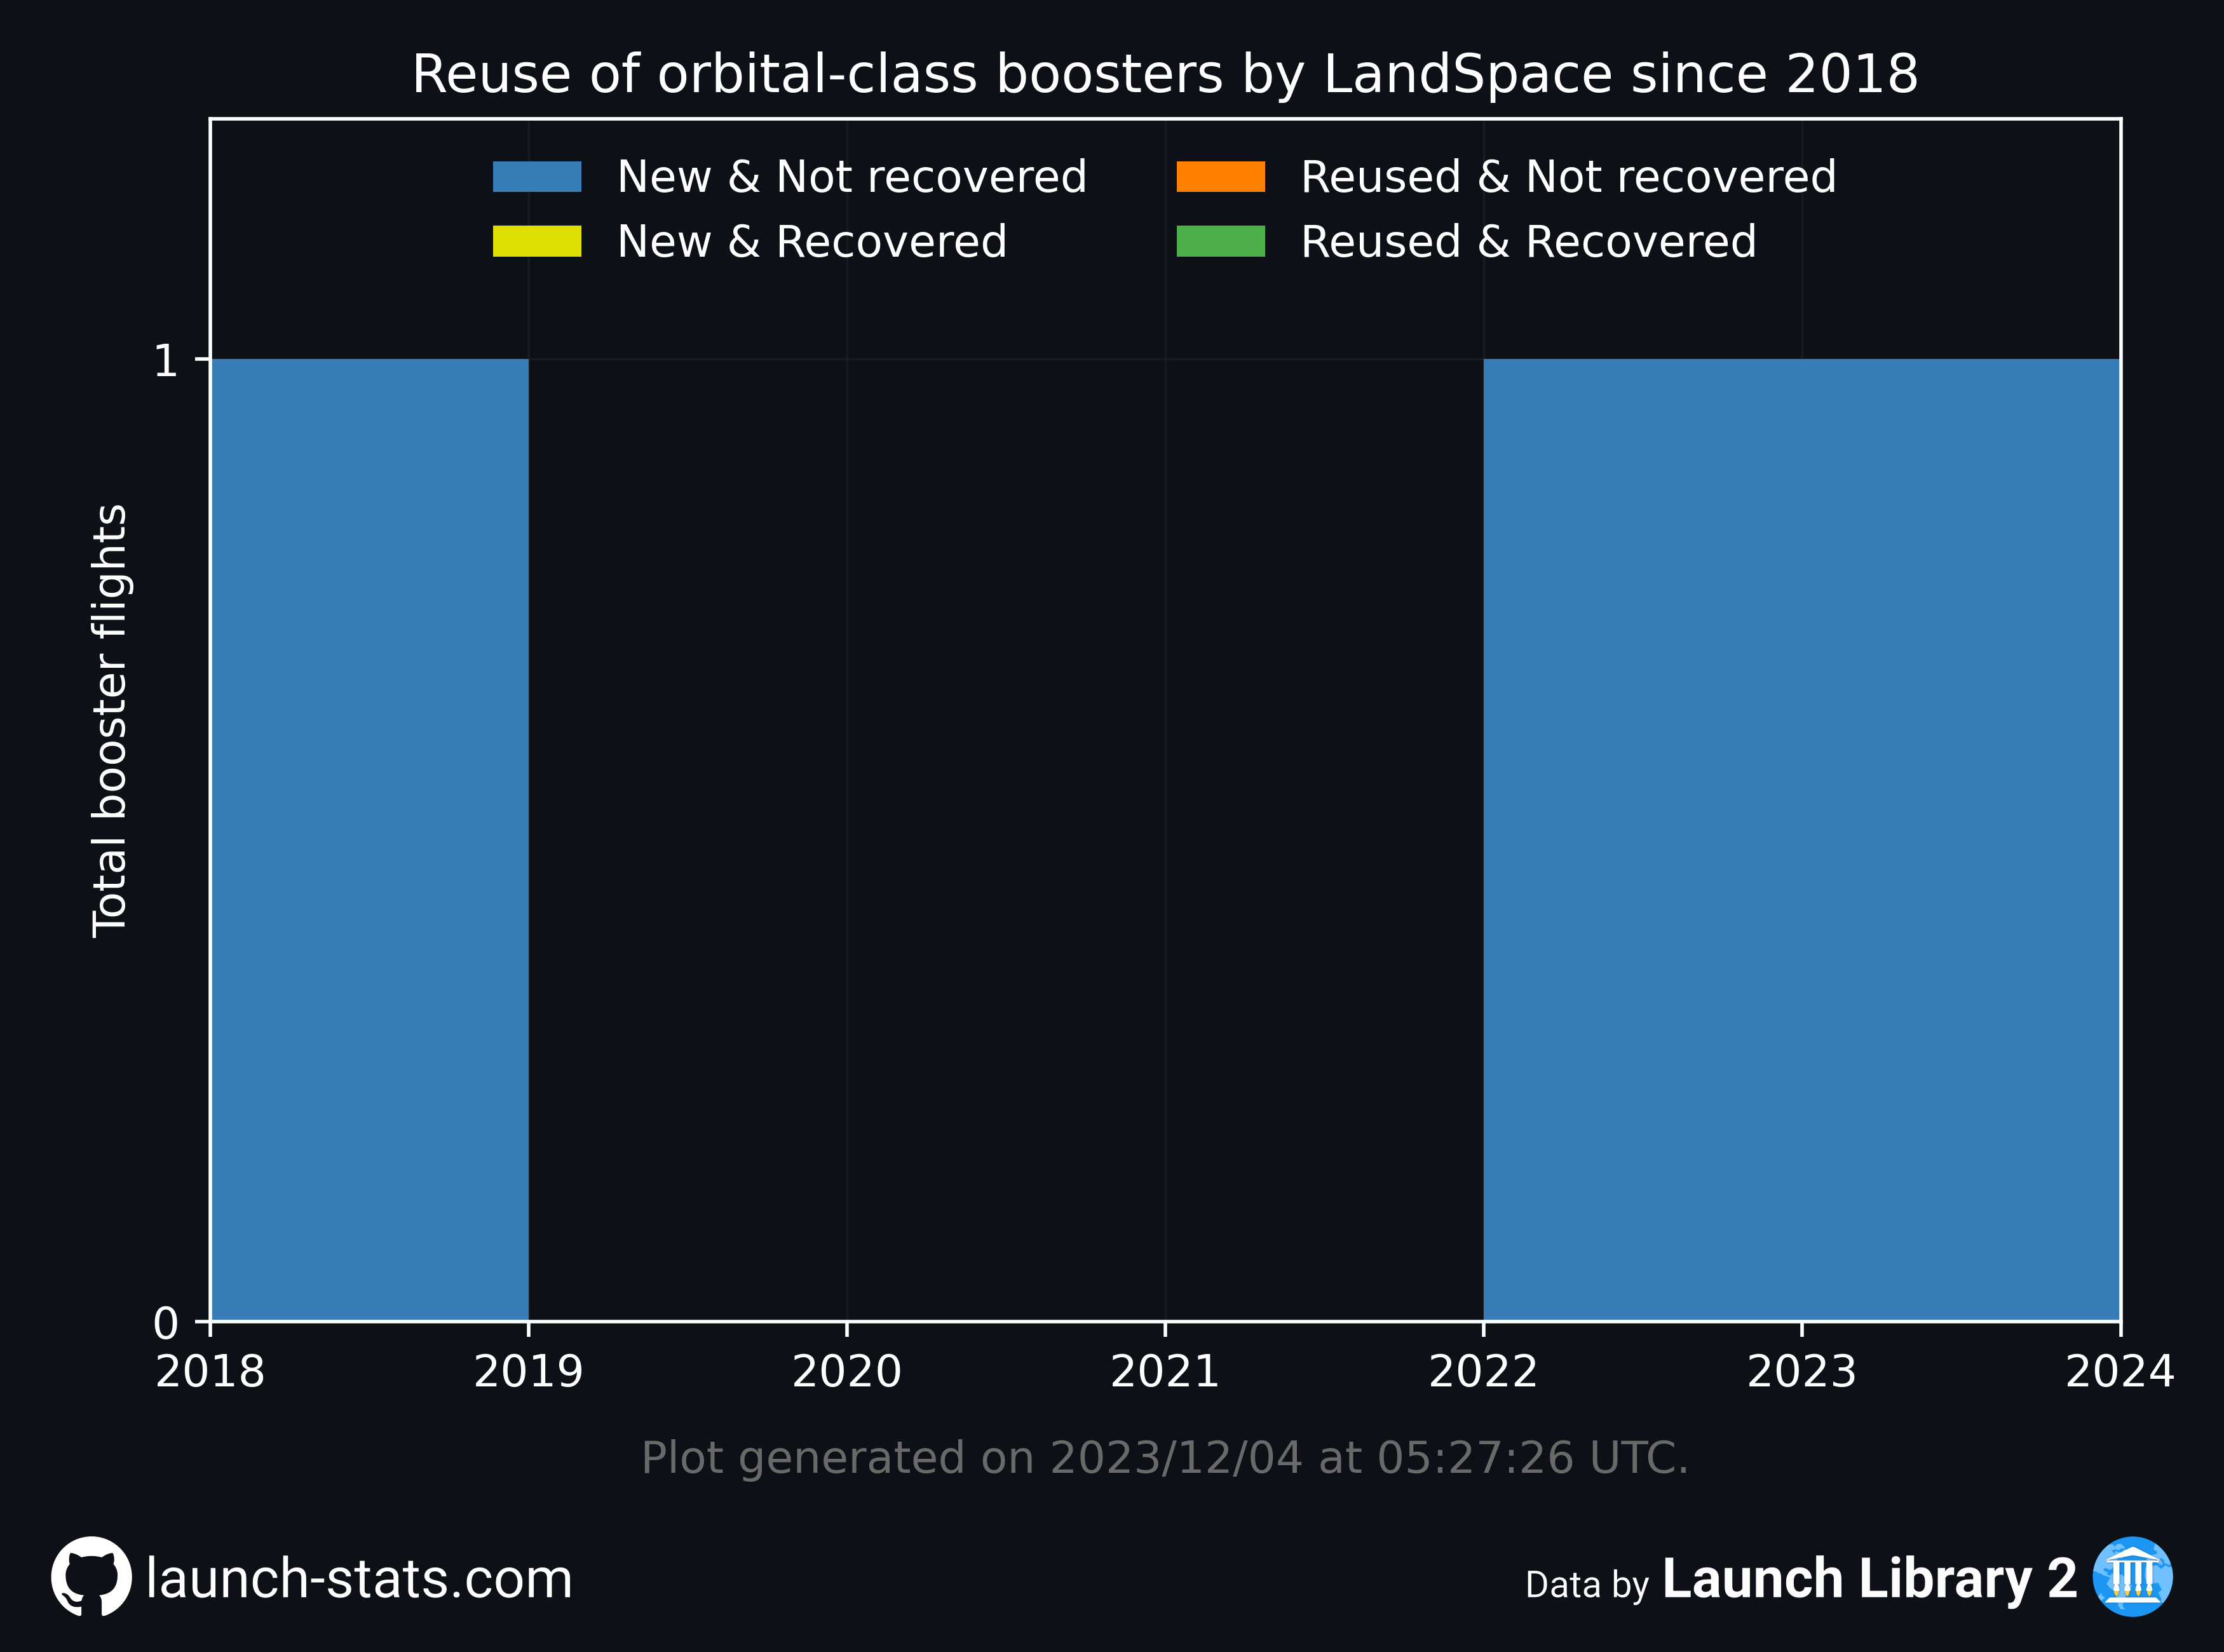 Reuse of orbital-class boosters by LandSpace since 2018
New & Not recovered
New & Recovered
Reused & Not recovered
Reused & Recovered
Total booster flights
1
0
2018 2019 2020 2021 2022 2023 2024
Plot generated on 2023/12/04 at 05:27:26 UTC.
launch-stats.com
Data by Launch Library 2